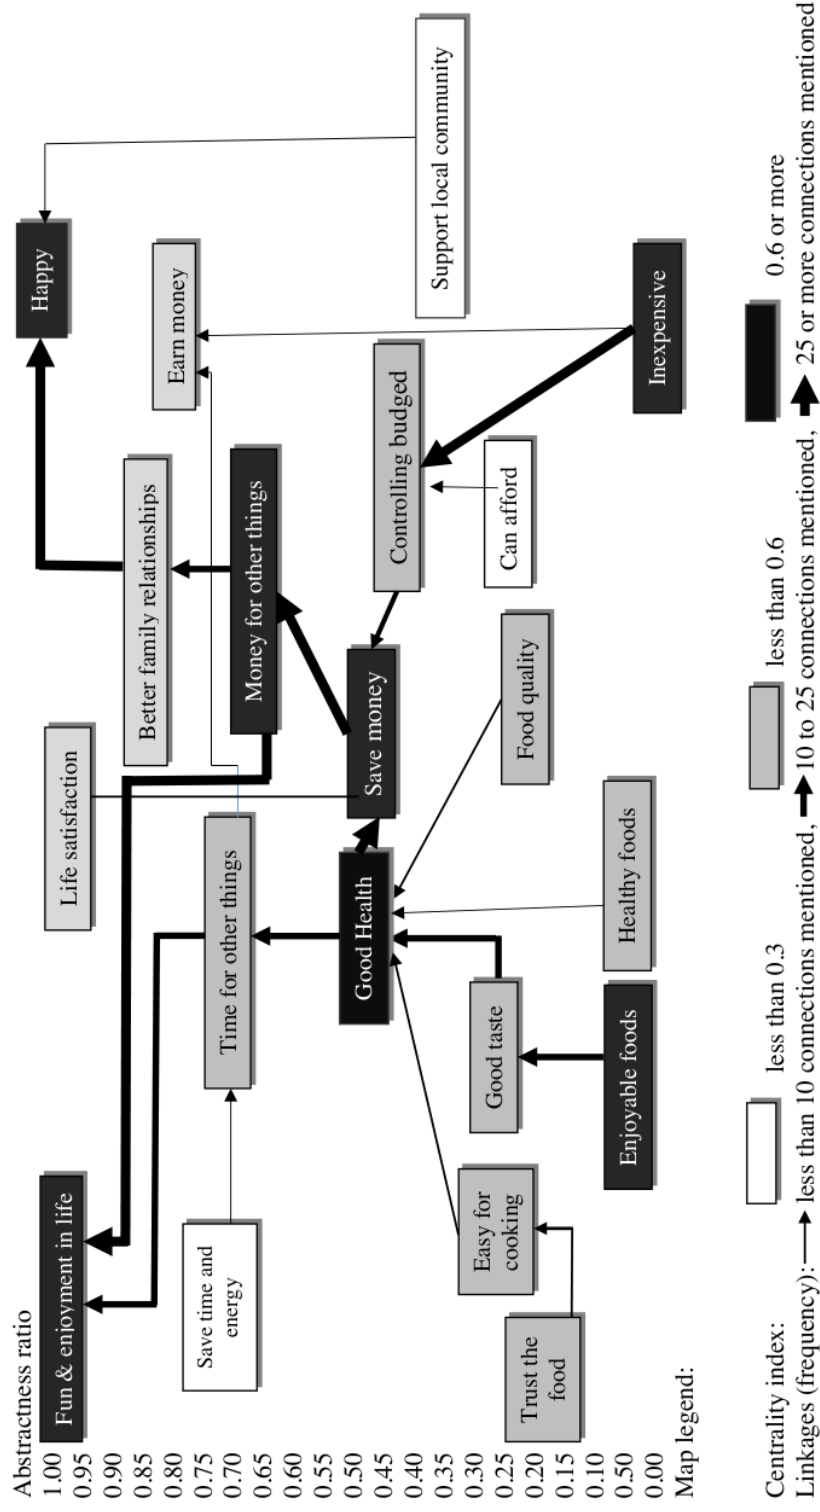 Abstractness ratio
1.00
0.95
0.90
0.85
0.80
0.75
0.70
0.65
0.60
0.55
0.50
0.45
0.40
0.35
0.30
0.25
0.20
0.15
0.10
0.50
0.00
Fun & enjoyment in life
Life satisfaction
Happy
Better family relationships
Earn money
Save time and
energy
Time for other things
Money for other things
Good Health
Save money
Controlling budged
Support local community
Easy for
cooking
Good taste
Food quality
Can afford
Trust the
food
Enjoyable foods
Healthy foods
Inexpensive
Map legend:
Centrality index: less than 0.3 less than 0.6 0.6 or more
Linkages (frequency): less than 10 connections mentioned, 10 to 25 connections mentioned, 25 or more connections mentioned